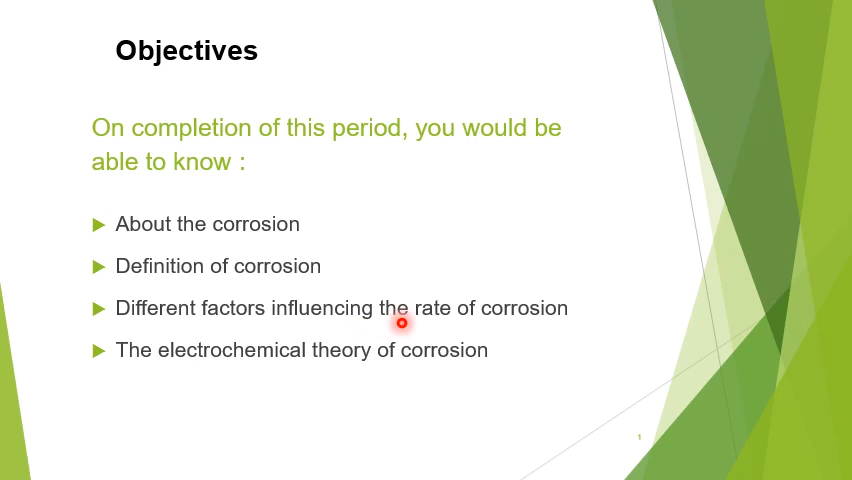 Objectives
On completion of this period, you would be
able to know :
About the corrosion
Definition of corrosion
Different factors influencing the rate of corrosion
The electrochemical theory of corrosion
1